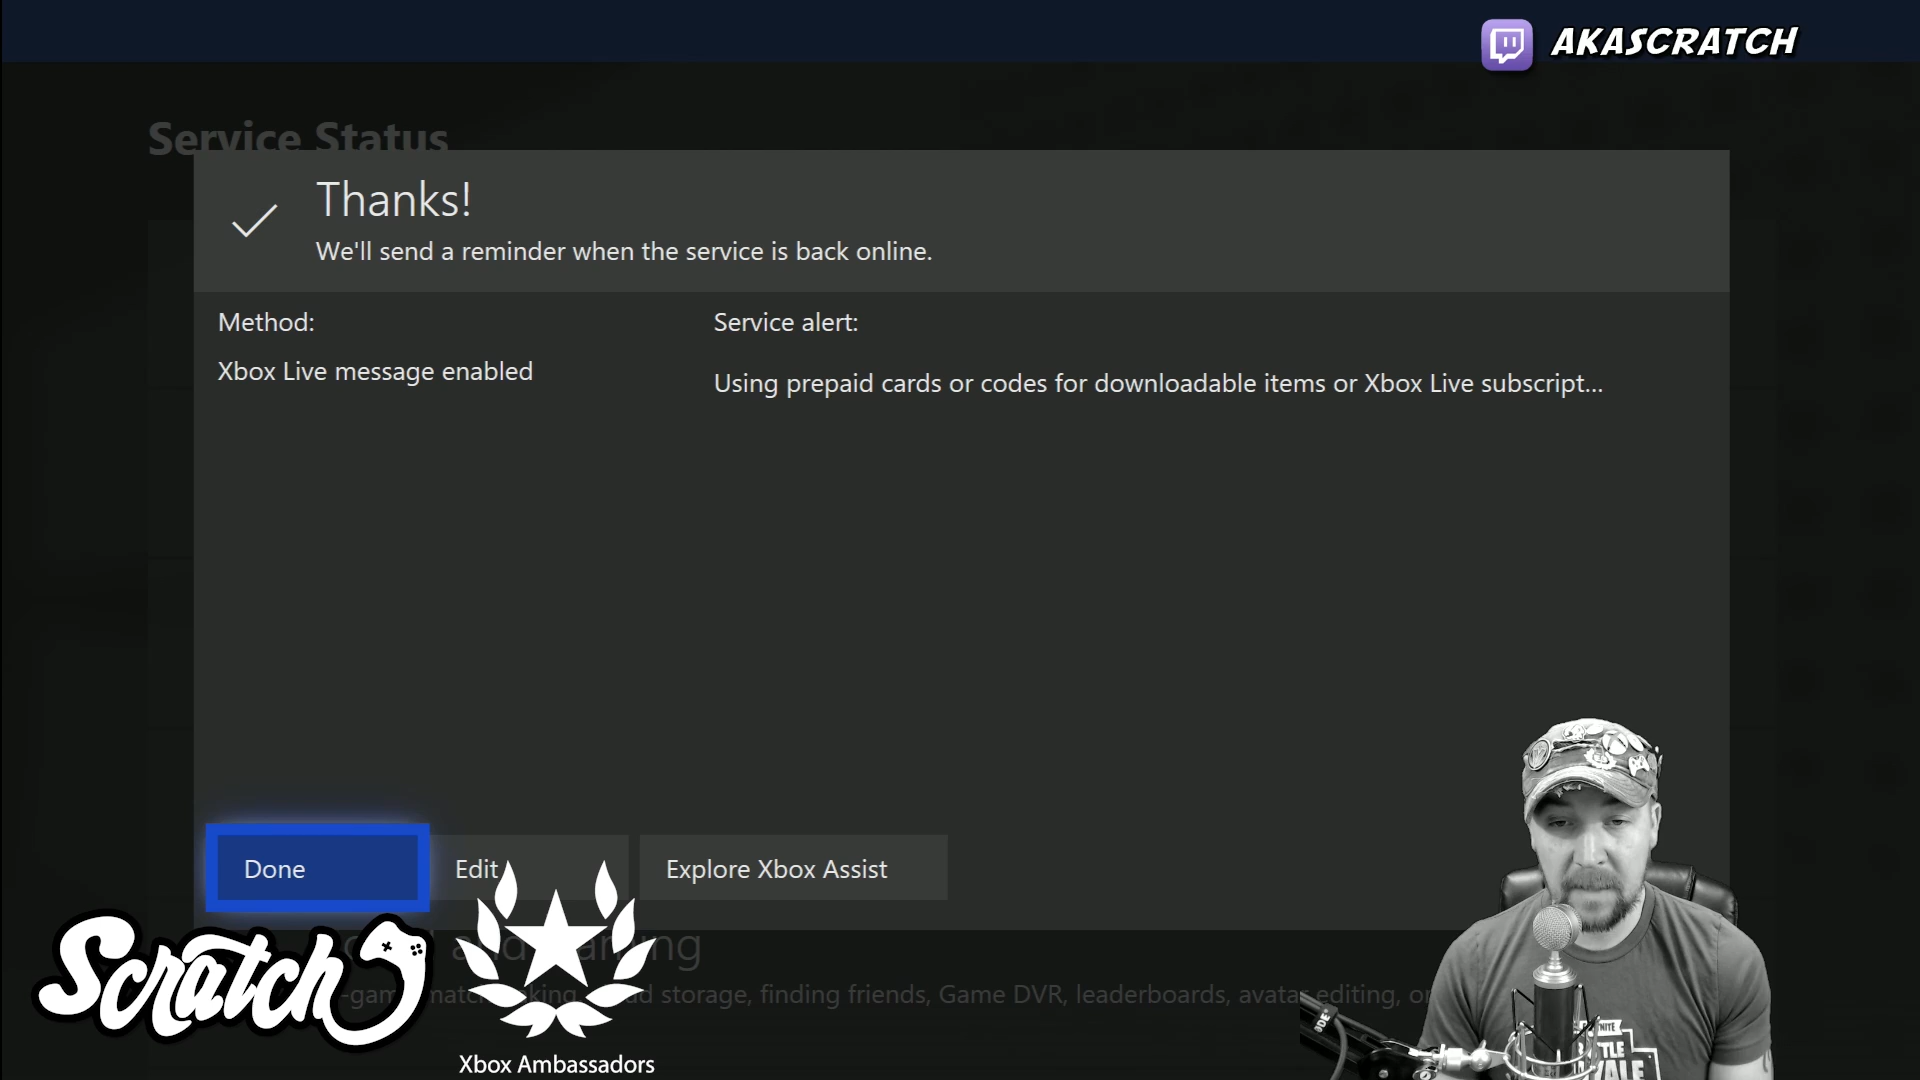 AKASCRATCH
Service Status
Thanks!
We'll send a reminder when the service is back online.
Method:
Service alert:
Xbox Live message enabled
Using prepaid cards or codes for downloadable items or Xbox Live subscript...
Done
Edit
Explore Xbox Assist
Scratch
storage, finding friends, Game DVR, leaderboards, avatar editing,
Xbox Ambassadors